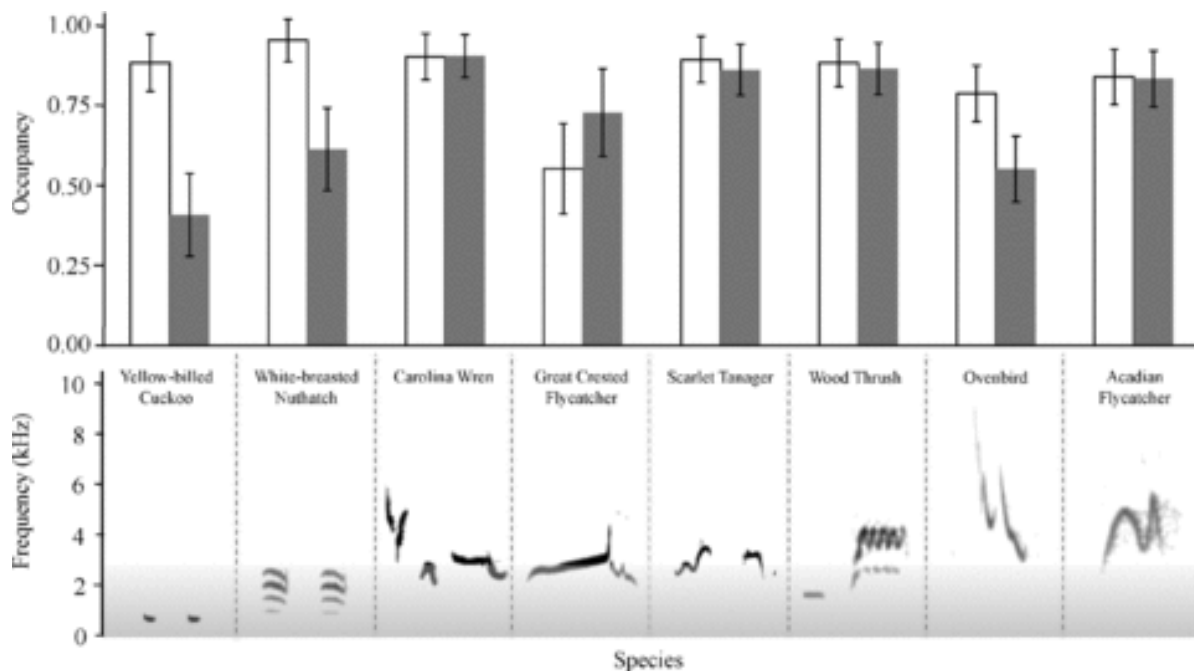 1.00
0.75
0.50
0.25
0.00
Occupancy
Yellow-billed
Cuckoo
White-breasted
Nuthatch
Carolina Wren
Great Crested
Flycatcher
Scarlet Tanager
Wood Thrush
Ovenbird
Acadian
Flycatcher
10
8
6
4
2
0
Frequency (kHz)
Species